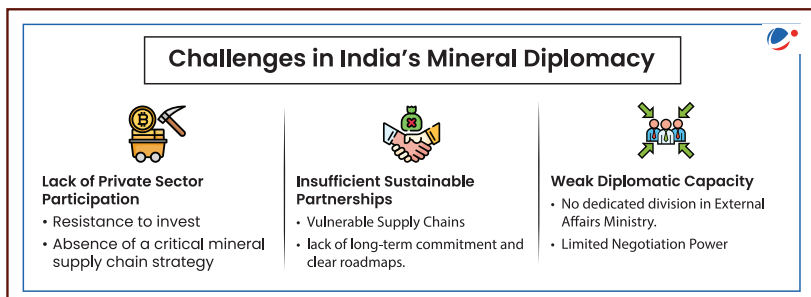 Challenges in India's Mineral Diplomacy
Lack of Private Sector
Participation
• Resistance to invest
• Absence of a critical mineral
supply chain strategy
Insufficient Sustainable
Partnerships
• Vulnerable Supply Chains
• lack of long-term commitment and
clear roadmaps.
Weak Diplomatic Capacity
• No dedicated division in External
Affairs Ministry.
• Limited Negotiation Power